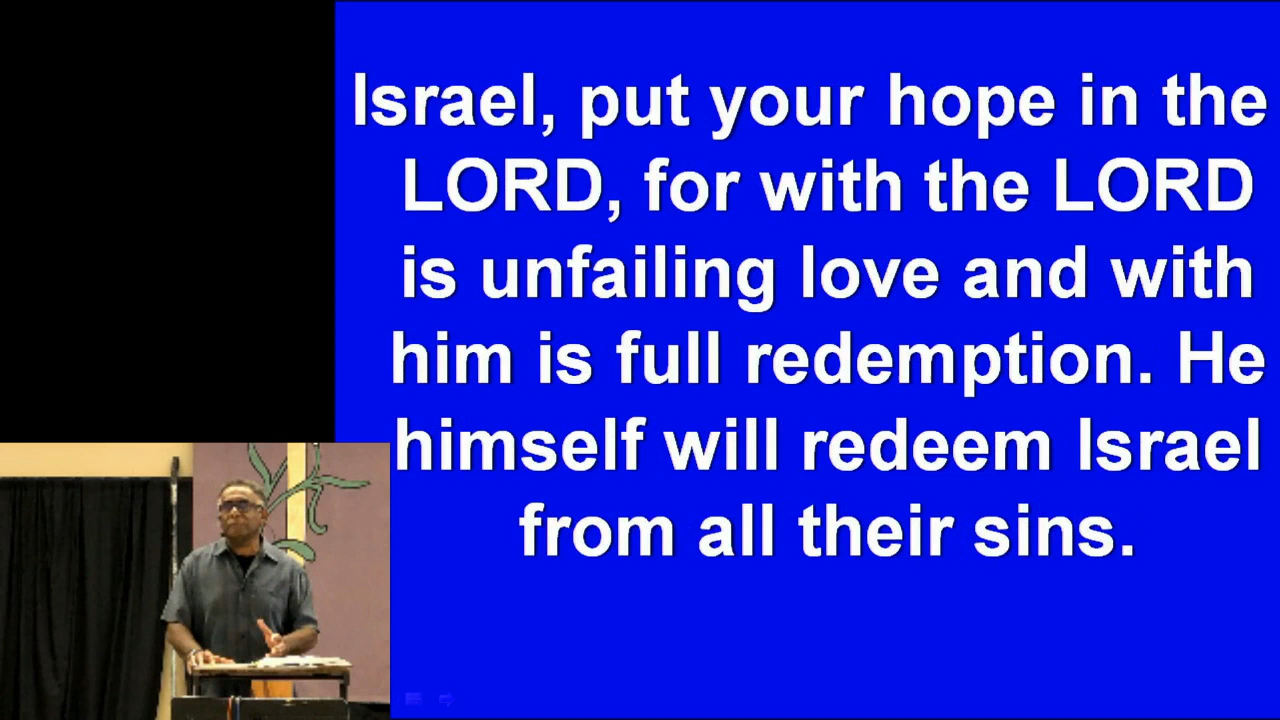 Israel, put your hope in the
LORD, for with the LORD
is unfailing love and with
him is full redemption. He
himself will redeem Israel
from all their sins.